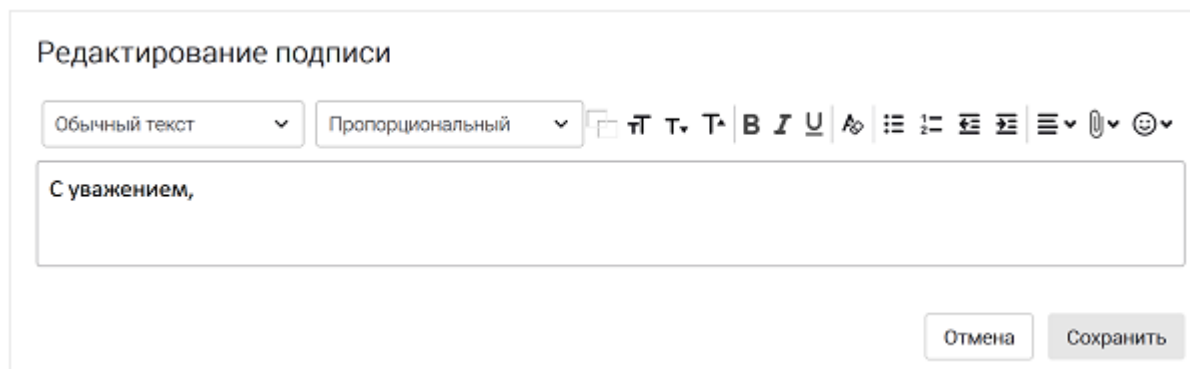 Редактирование подписи
Обычный текст Пропорциональный B I U
С уважением,
Отмена Сохранить